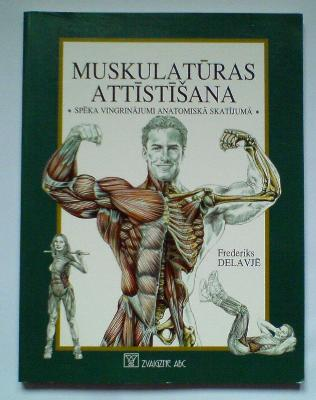 MUSKULATŪRAS
ATTĪSTĪŠANA
• SPĒKA VINGRINĀJUMI ANATOMISKĀ SKATĪJUMĀ •
Frederiks
DELAVJĒ
ZVAIGZNE ABC